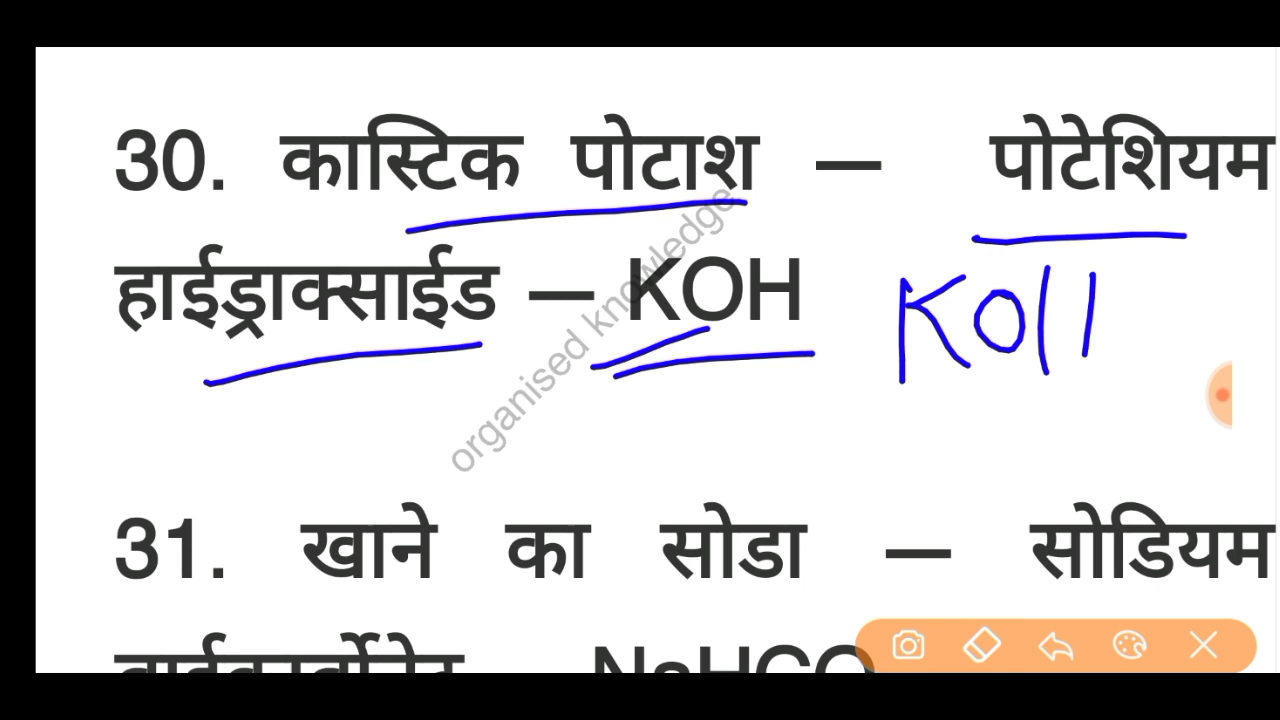 30. कास्टिक पोटाश — पोटेशियम
हाईड्राक्साईड — KOH
KOH
organised knowledge
31. खाने का सोडा — सोडियम